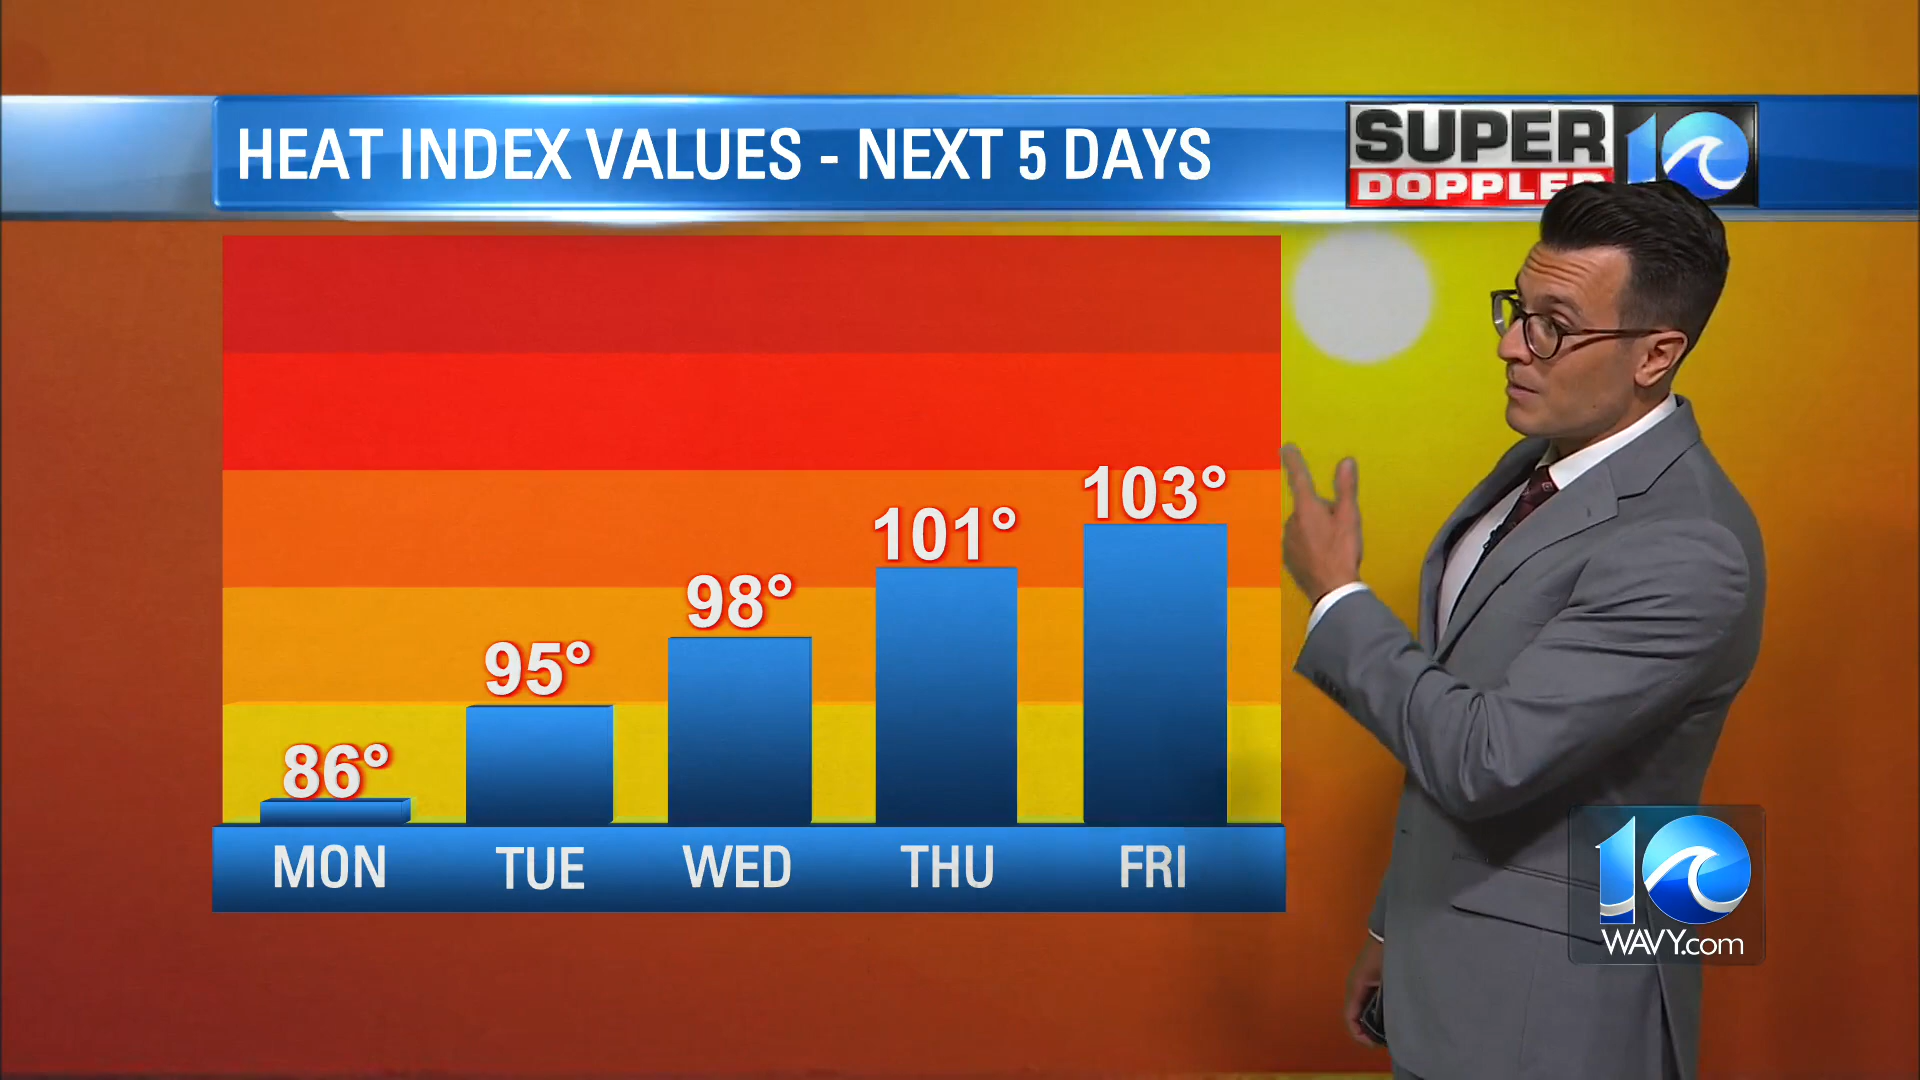 HEAT INDEX VALUES - NEXT 5 DAYS
SUPER 10
DOPPLER
103°
101°
98°
95°
86°
MON TUE WED THU FRI
10
WAVY.com